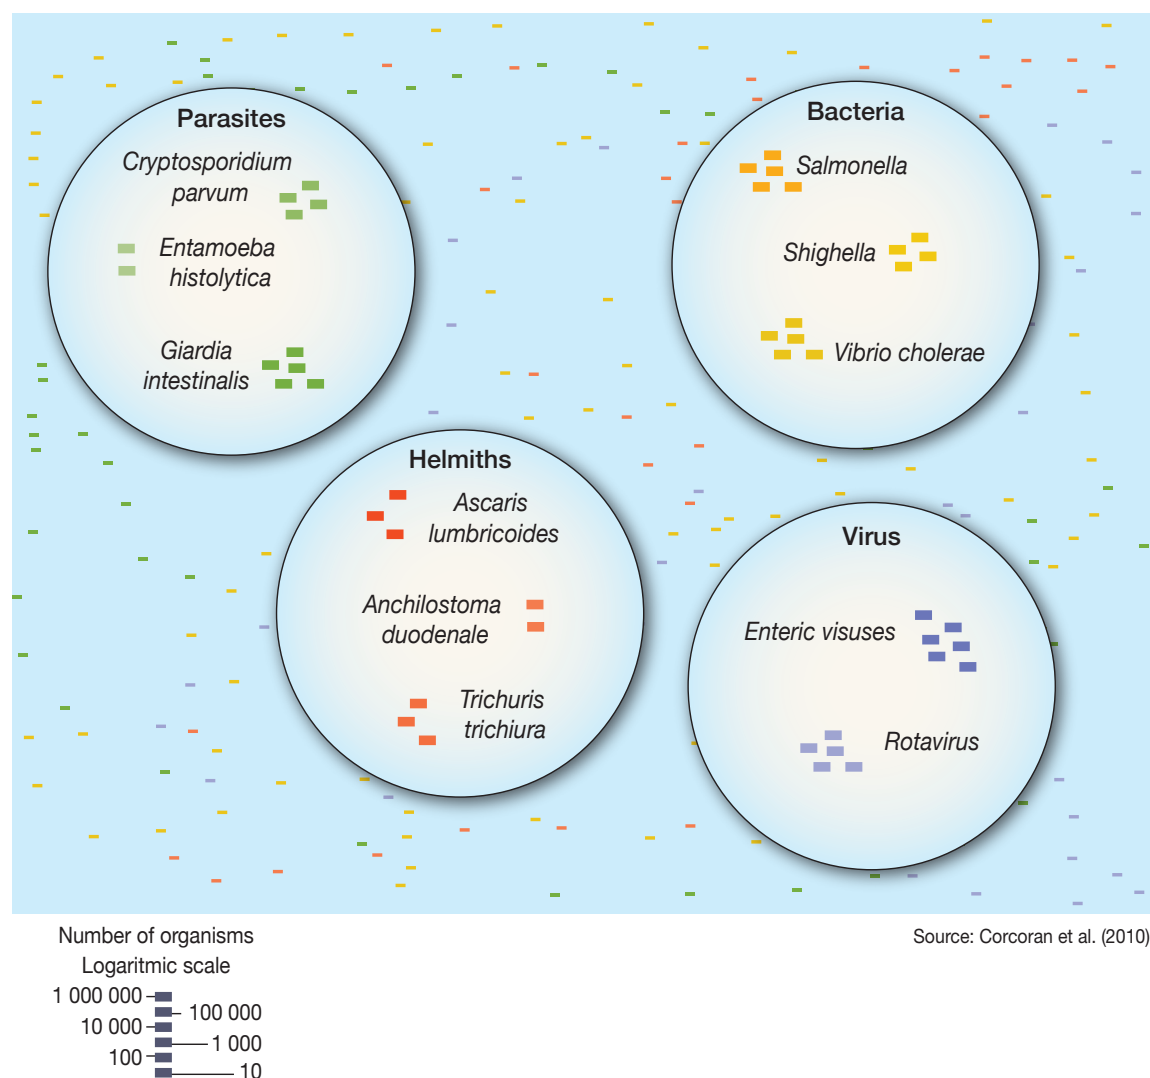 Parasites
Cryptosporidium
parvum
Entamoeba
histolytica
Giardia
intestinalis
Bacteria
Salmonella
Shighella
Vibrio cholerae
Helmiths
Ascaris
lumbricoides
Anchilostoma
duodenale
Trichuris
trichiura
Virus
Enteric visuses
Rotavirus
Number of organisms
Logaritmic scale
1 000 000
100 000
10 000
1 000
100
10
Source: Corcoran et al. (2010)